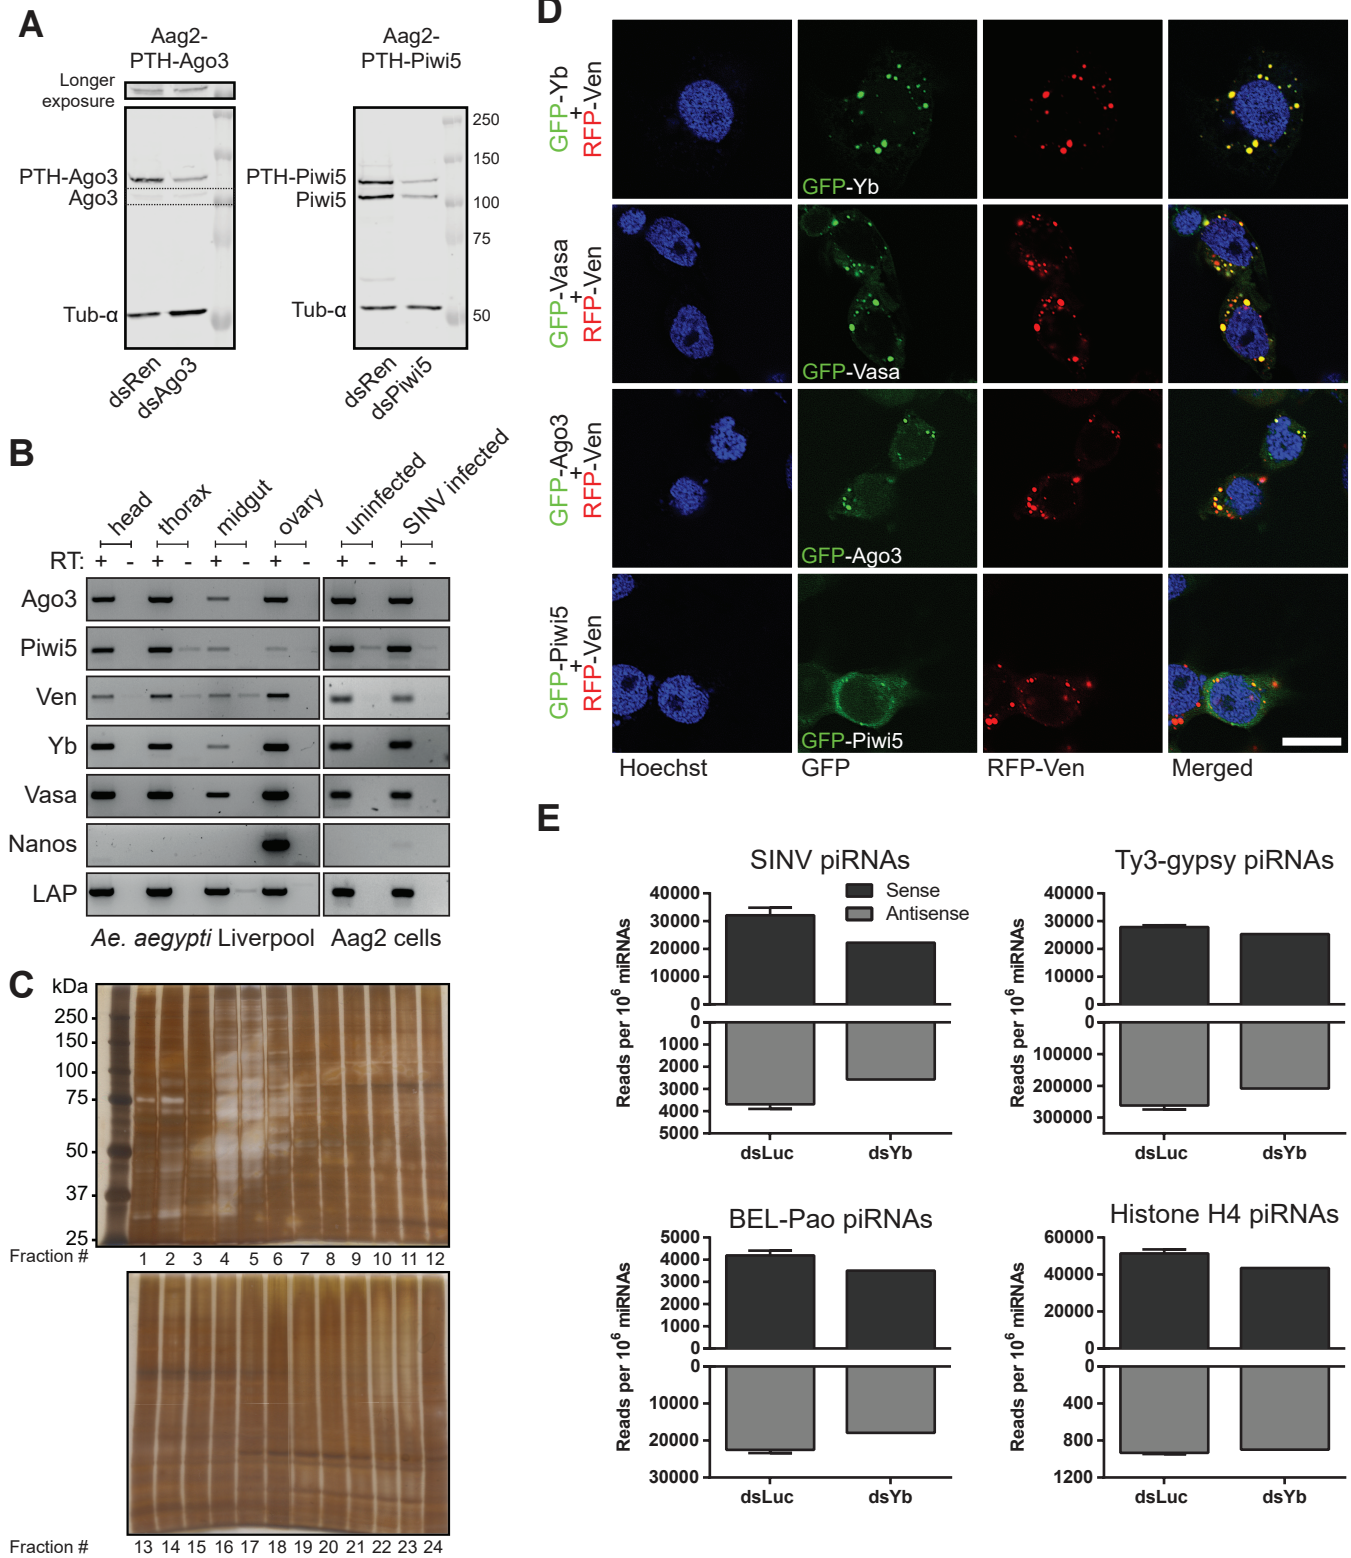 A
Aag2-
PTH-Ago3
Aag2-
PTH-Piwi5
Longer
exposure
PTH-Ago3
Ago3
Tub-α
PTH-Piwi5
Piwi5
Tub-α
250
150
100
75
50
dsRen
dsAgo3
dsRen
dsPiwi5
B
head
thorax
midgut
ovary
uninfected
SINV infected
RT: + - + - + - + - + - + -
Ago3
Piwi5
Ven
Yb
Vasa
Nanos
LAP
Ae. aegypti Liverpool
Aag2 cells
C
kDa
250
150
100
75
50
37
25
Fraction # 1 2 3 4 5 6 7 8 9 10 11 12
Fraction # 13 14 15 16 17 18 19 20 21 22 23 24
D
GFP-Yb
+
RFP-Ven
GFP-Yb
GFP-Vasa
+
RFP-Ven
GFP-Vasa
GFP-Ago3
+
RFP-Ven
GFP-Ago3
GFP-Piwi5
+
RFP-Ven
GFP-Piwi5
Hoechst
GFP
RFP-Ven
Merged
E
SINV piRNAs
Sense
Antisense
Reads per 10⁶ miRNAs
40000
30000
20000
10000
0
0
1000
2000
3000
4000
5000
dsLuc
dsYb
Ty3-gypsy piRNAs
Reads per 10⁶ miRNAs
40000
30000
20000
10000
0
0
100000
200000
300000
dsLuc
dsYb
BEL-Pao piRNAs
Reads per 10⁶ miRNAs
5000
4000
3000
2000
1000
0
0
10000
20000
30000
dsLuc
dsYb
Histone H4 piRNAs
Reads per 10⁶ miRNAs
60000
40000
20000
0
0
400
800
1200
dsLuc
dsYb